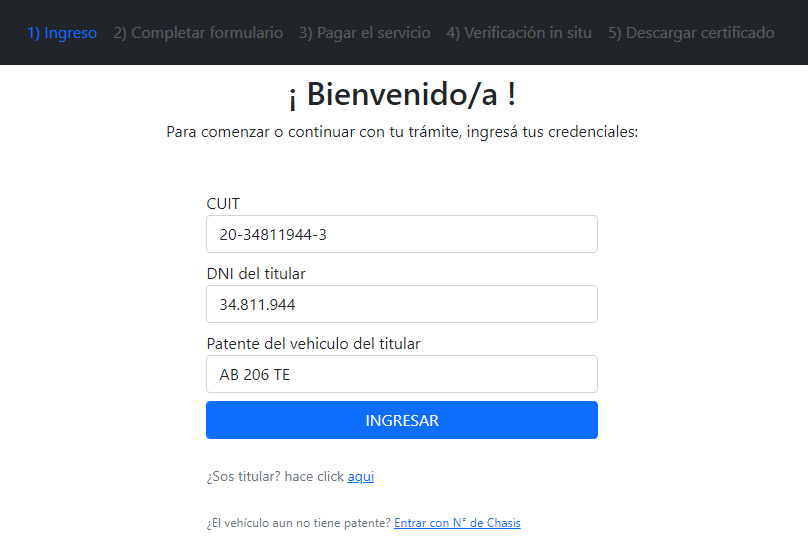 1) Ingreso 2) Completar formulario 3) Pagar el servicio 4) Verificación in situ 5) Descargar certificado
¡ Bienvenido/a !
Para comenzar o continuar con tu trámite, ingresá tus credenciales:
CUIT
20-34811944-3
DNI del titular
34.811.944
Patente del vehiculo del titular
AB 206 TE
INGRESAR
¿Sos titular? hace click aqui
¿El vehículo aun no tiene patente? Entrar con N° de Chasis